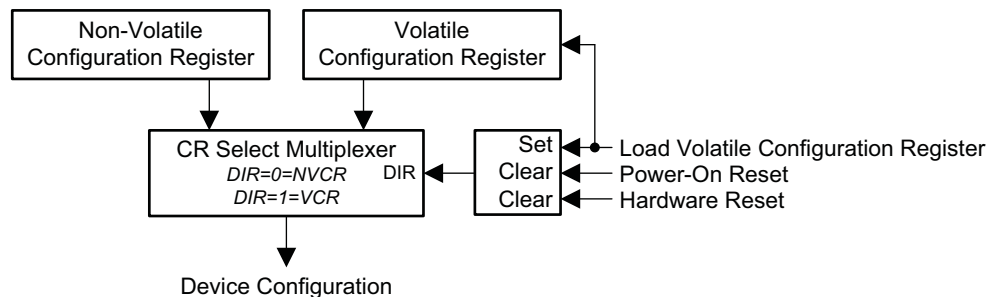 Non-Volatile
Configuration Register
Volatile
Configuration Register
CR Select Multiplexer
DIR=0=NVCR
DIR=1=VCR
DIR
Set
Clear
Clear
Load Volatile Configuration Register
Power-On Reset
Hardware Reset
Device Configuration